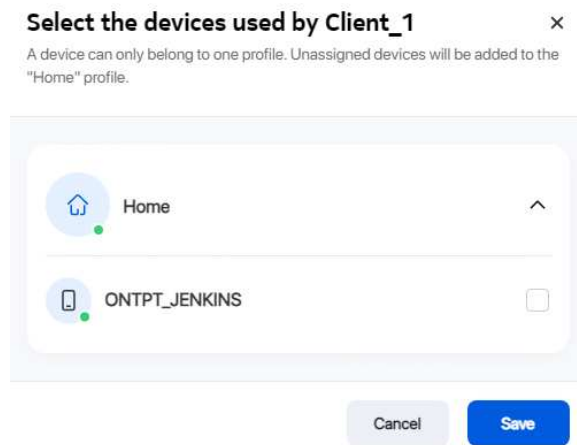 Select the devices used by Client_1
A device can only belong to one profile. Unassigned devices will be added to the
"Home" profile.
Home
ONTPT_JENKINS
Cancel
Save